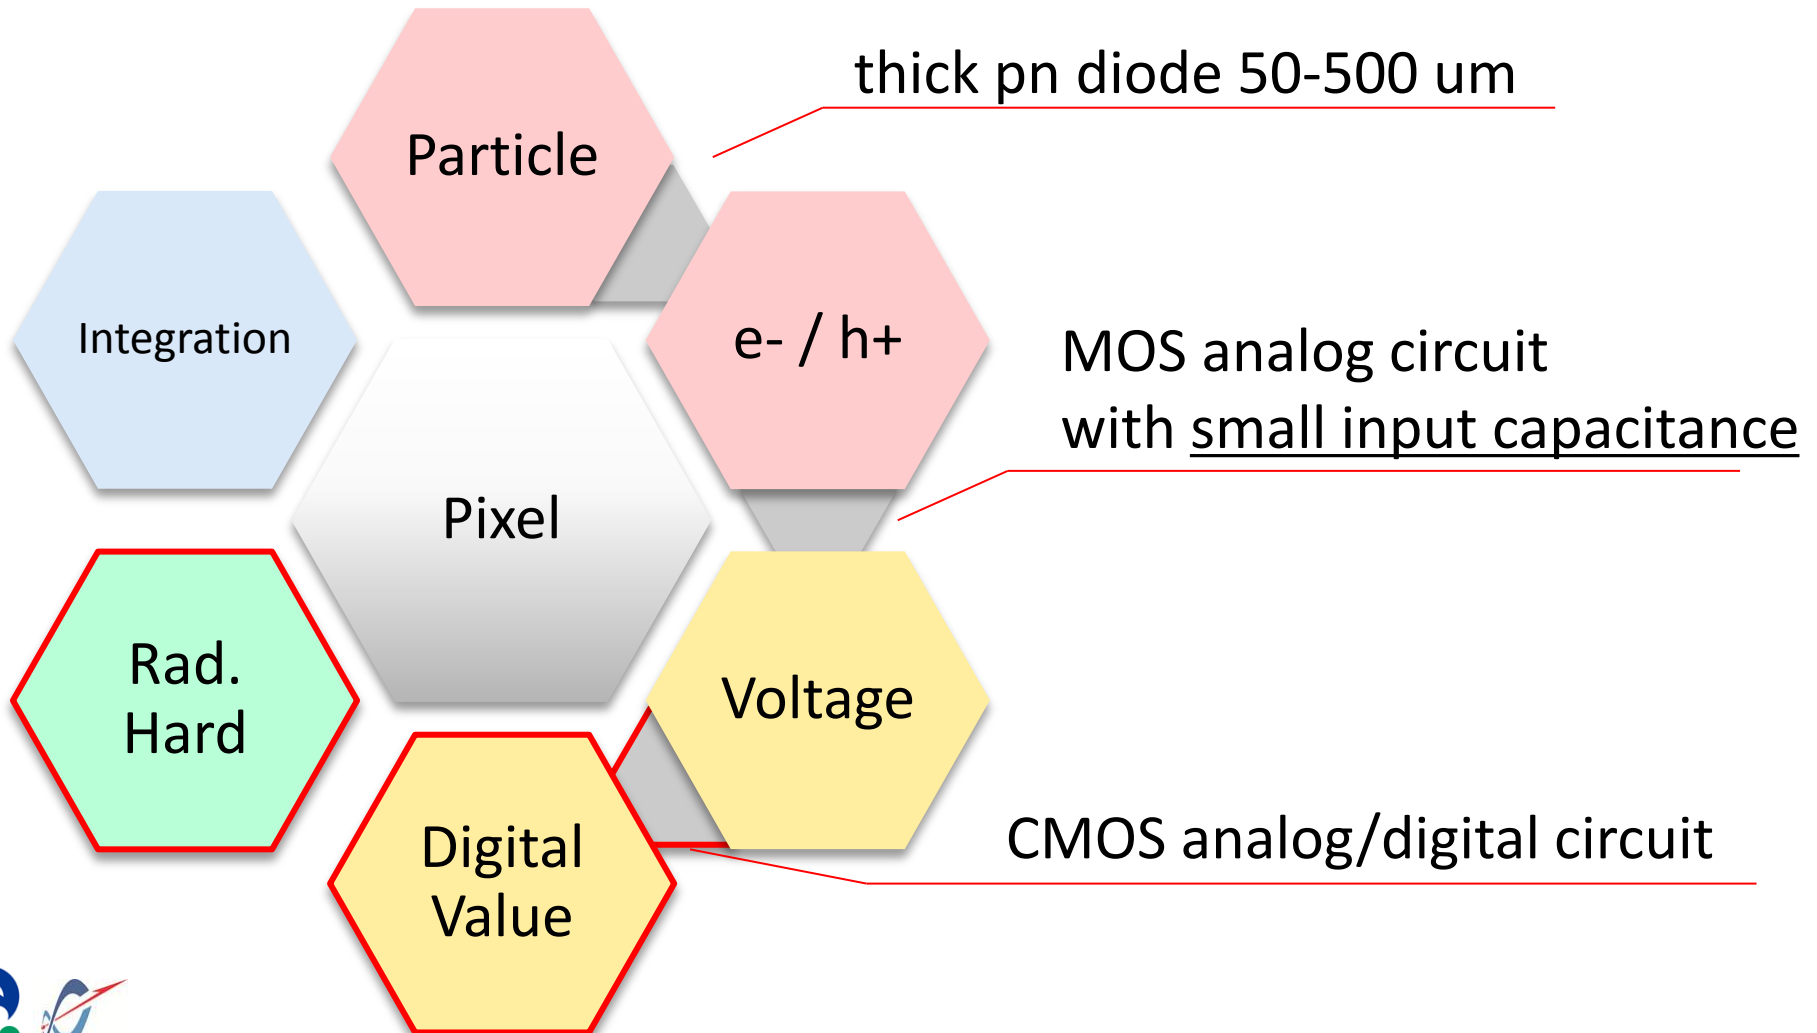 thick pn diode 50-500 um
Particle
Integration
e- / h+
MOS analog circuit
with small input capacitance
Pixel
Rad.
Hard
Voltage
Digital
Value
CMOS analog/digital circuit